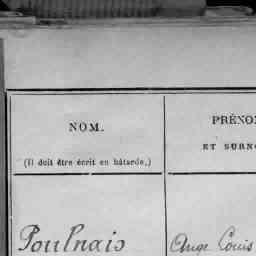 NOM.
(Il doit être écrit en bâtarde.)
PRÉNO
ET SURNO
Poulnais
Ange Louis